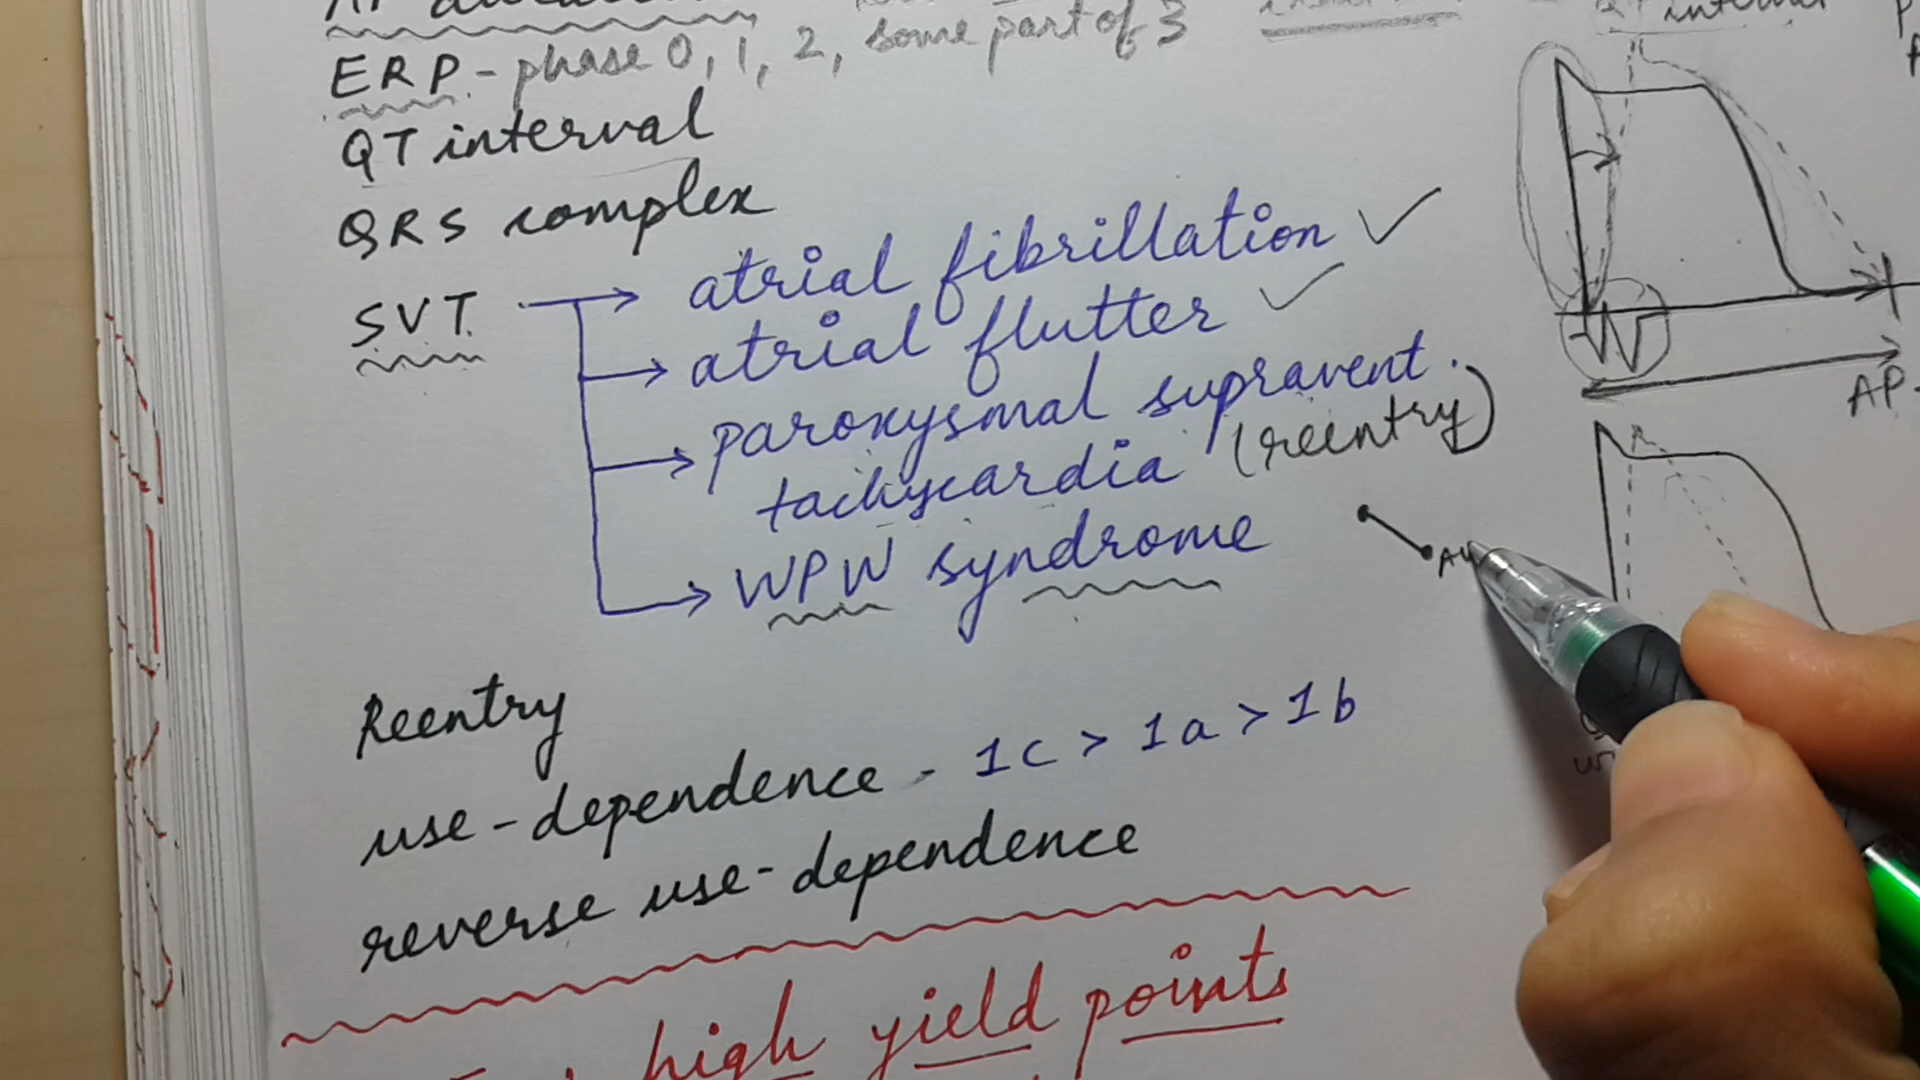 ERP - phase 0, 1, 2, some part of 3
QT interval
QRS complex
SVT
atrial fibrillation ✓
atrial flutter ✓
paroxysmal supravent.
tachycardia (reentry)
WPW syndrome
Reentry
use-dependence - 1c > 1a > 1b
reverse use-dependence
high yield points
interval
AP